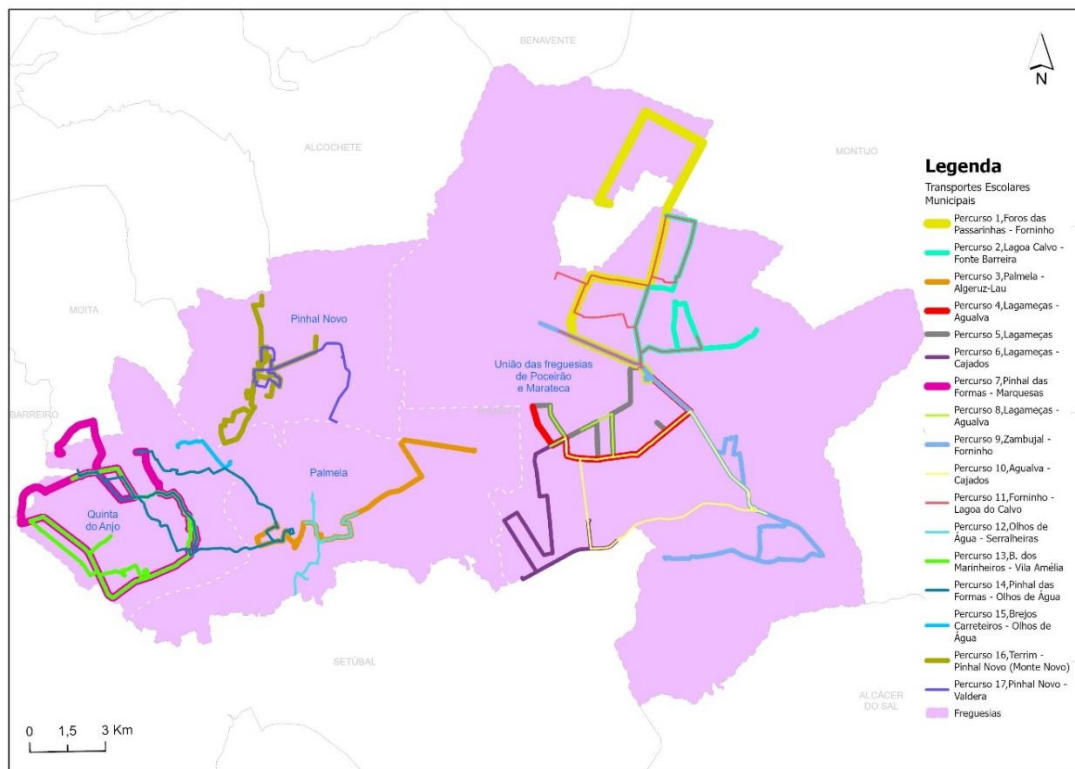 BENAVENTE
N
ALCOCHETE
MONTIJO
MOITA
Pinhal Novo
União das freguesias
de Poceirão
e Marateca
BARREIRO
Palmela
Quinta
do Anjo
SETÚBAL
ALCÁCER
DO SAL
0 1,5 3 Km
Legenda
Transportes Escolares
Municipais
Percurso 1,Foros das
Passarinhas - Forninho
Percurso 2,Lagoa Calvo -
Fonte Barreira
Percurso 3,Palmela -
Algeruz-Lau
Percurso 4,Lagameças -
Agualva
Percurso 5,Lagameças
Percurso 6,Lagameças -
Cajados
Percurso 7,Pinhal das
Formas - Marquesas
Percurso 8,Lagameças -
Agualva
Percurso 9,Zambujal -
Forninho
Percurso 10,Agualva -
Cajados
Percurso 11,Forninho -
Lagoa do Calvo
Percurso 12,Olhos de
Água - Serralheiras
Percurso 13,B. dos
Marinheiros - Vila Amélia
Percurso 14,Pinhal das
Formas - Olhos de Água
Percurso 15,Brejos
Carreteiros - Olhos de
Água
Percurso 16,Terrim -
Pinhal Novo (Monte Novo)
Percurso 17,Pinhal Novo -
Valdera
Freguesias